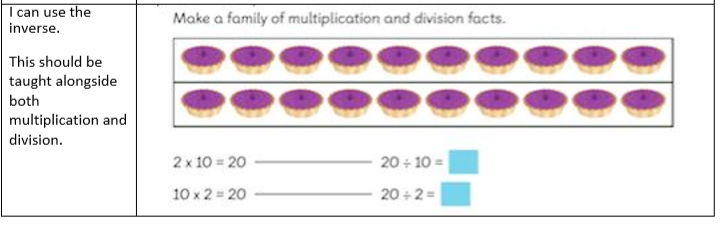 I can use the
inverse.
This should be
taught alongside
both
multiplication and
division.
Make a family of multiplication and division facts.
2 x 10 = 20 20 ÷ 10 =
10 x 2 = 20 20 ÷ 2 =